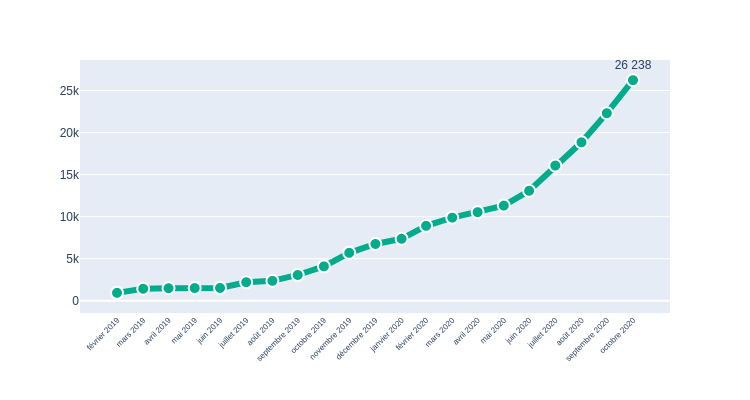 26 238
25k
20k
15k
10k
5k
0
février 2019
mars 2019
avril 2019
mai 2019
juin 2019
juillet 2019
août 2019
septembre 2019
octobre 2019
novembre 2019
décembre 2019
janvier 2020
février 2020
mars 2020
avril 2020
mai 2020
juin 2020
juillet 2020
août 2020
septembre 2020
octobre 2020